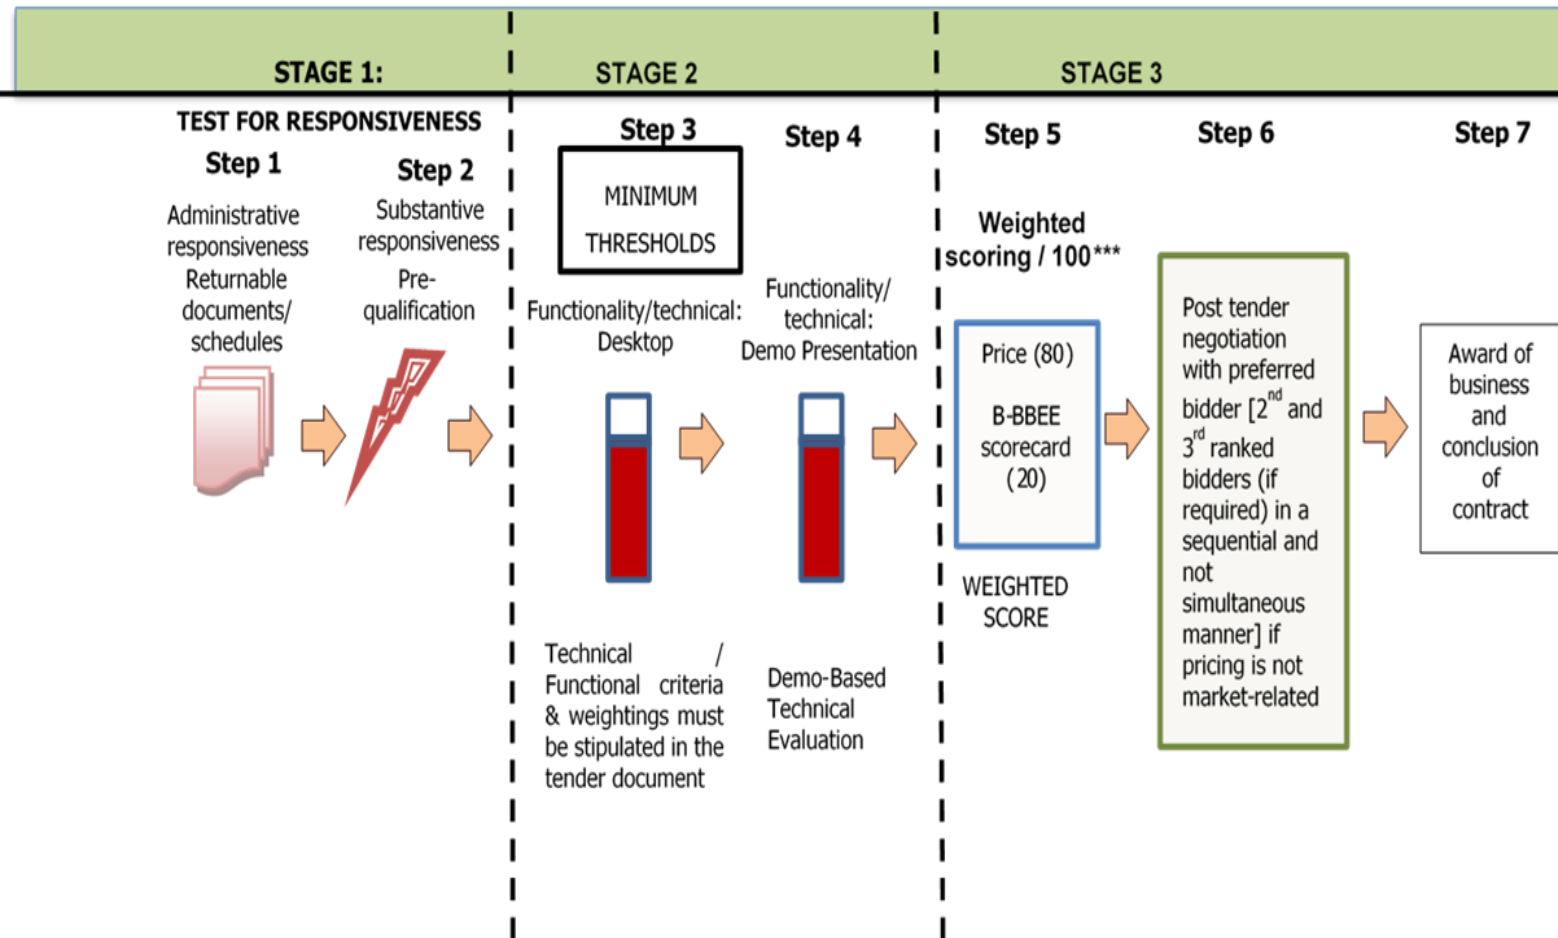 STAGE 1:
STAGE 2
STAGE 3
TEST FOR RESPONSIVENESS
Step 1
Administrative
responsiveness
Returnable
documents/
schedules
Step 2
Substantive
responsiveness
Pre-
qualification
Step 3
MINIMUM
THRESHOLDS
Functionality/technical:
Desktop
Technical /
Functional criteria
& weightings must
be stipulated in the
tender document
Step 4
Functionality/
technical:
Demo Presentation
Demo-Based
Technical
Evaluation
Step 5
Weighted
scoring / 100***
Price (80)
B-BBEE
scorecard
(20)
WEIGHTED
SCORE
Step 6
Post tender
negotiation
with preferred
bidder [2nd and
3rd ranked
bidders (if
required) in a
sequential and
not
simultaneous
manner] if
pricing is not
market-related
Step 7
Award of
business
and
conclusion
of
contract